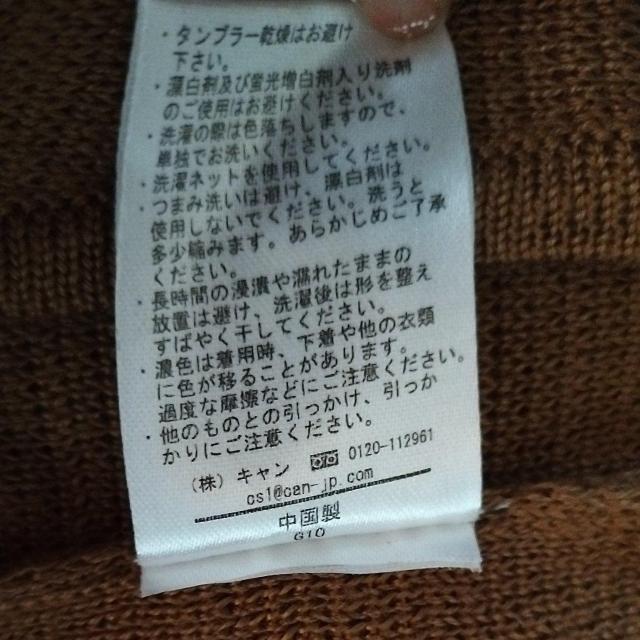 ・タンブラー乾燥はお避け
下さい。
・漂白剤及び蛍光増白剤入り洗剤
のご使用はお避けください。
・洗濯の際は色落ちしますので、
単独でお洗いください。
・洗濯ネットを使用してください。
・つまみ洗いは避け、漂白剤は
使用しないでください。洗うと
多少縮みます。あらかじめご了承
ください。
・長時間の浸漬や濡れたままの
放置は避け、洗濯後は形を整え
すばやく干してください。
・濃色は着用時、下着や他の衣類
に色が移ることがあります。
過度な摩擦などにご注意ください。
・他のものとの引っかけ、引っか
かりにご注意ください。
(株) キャン 0120-112961
cs1@can-jp.com
中国製
G10